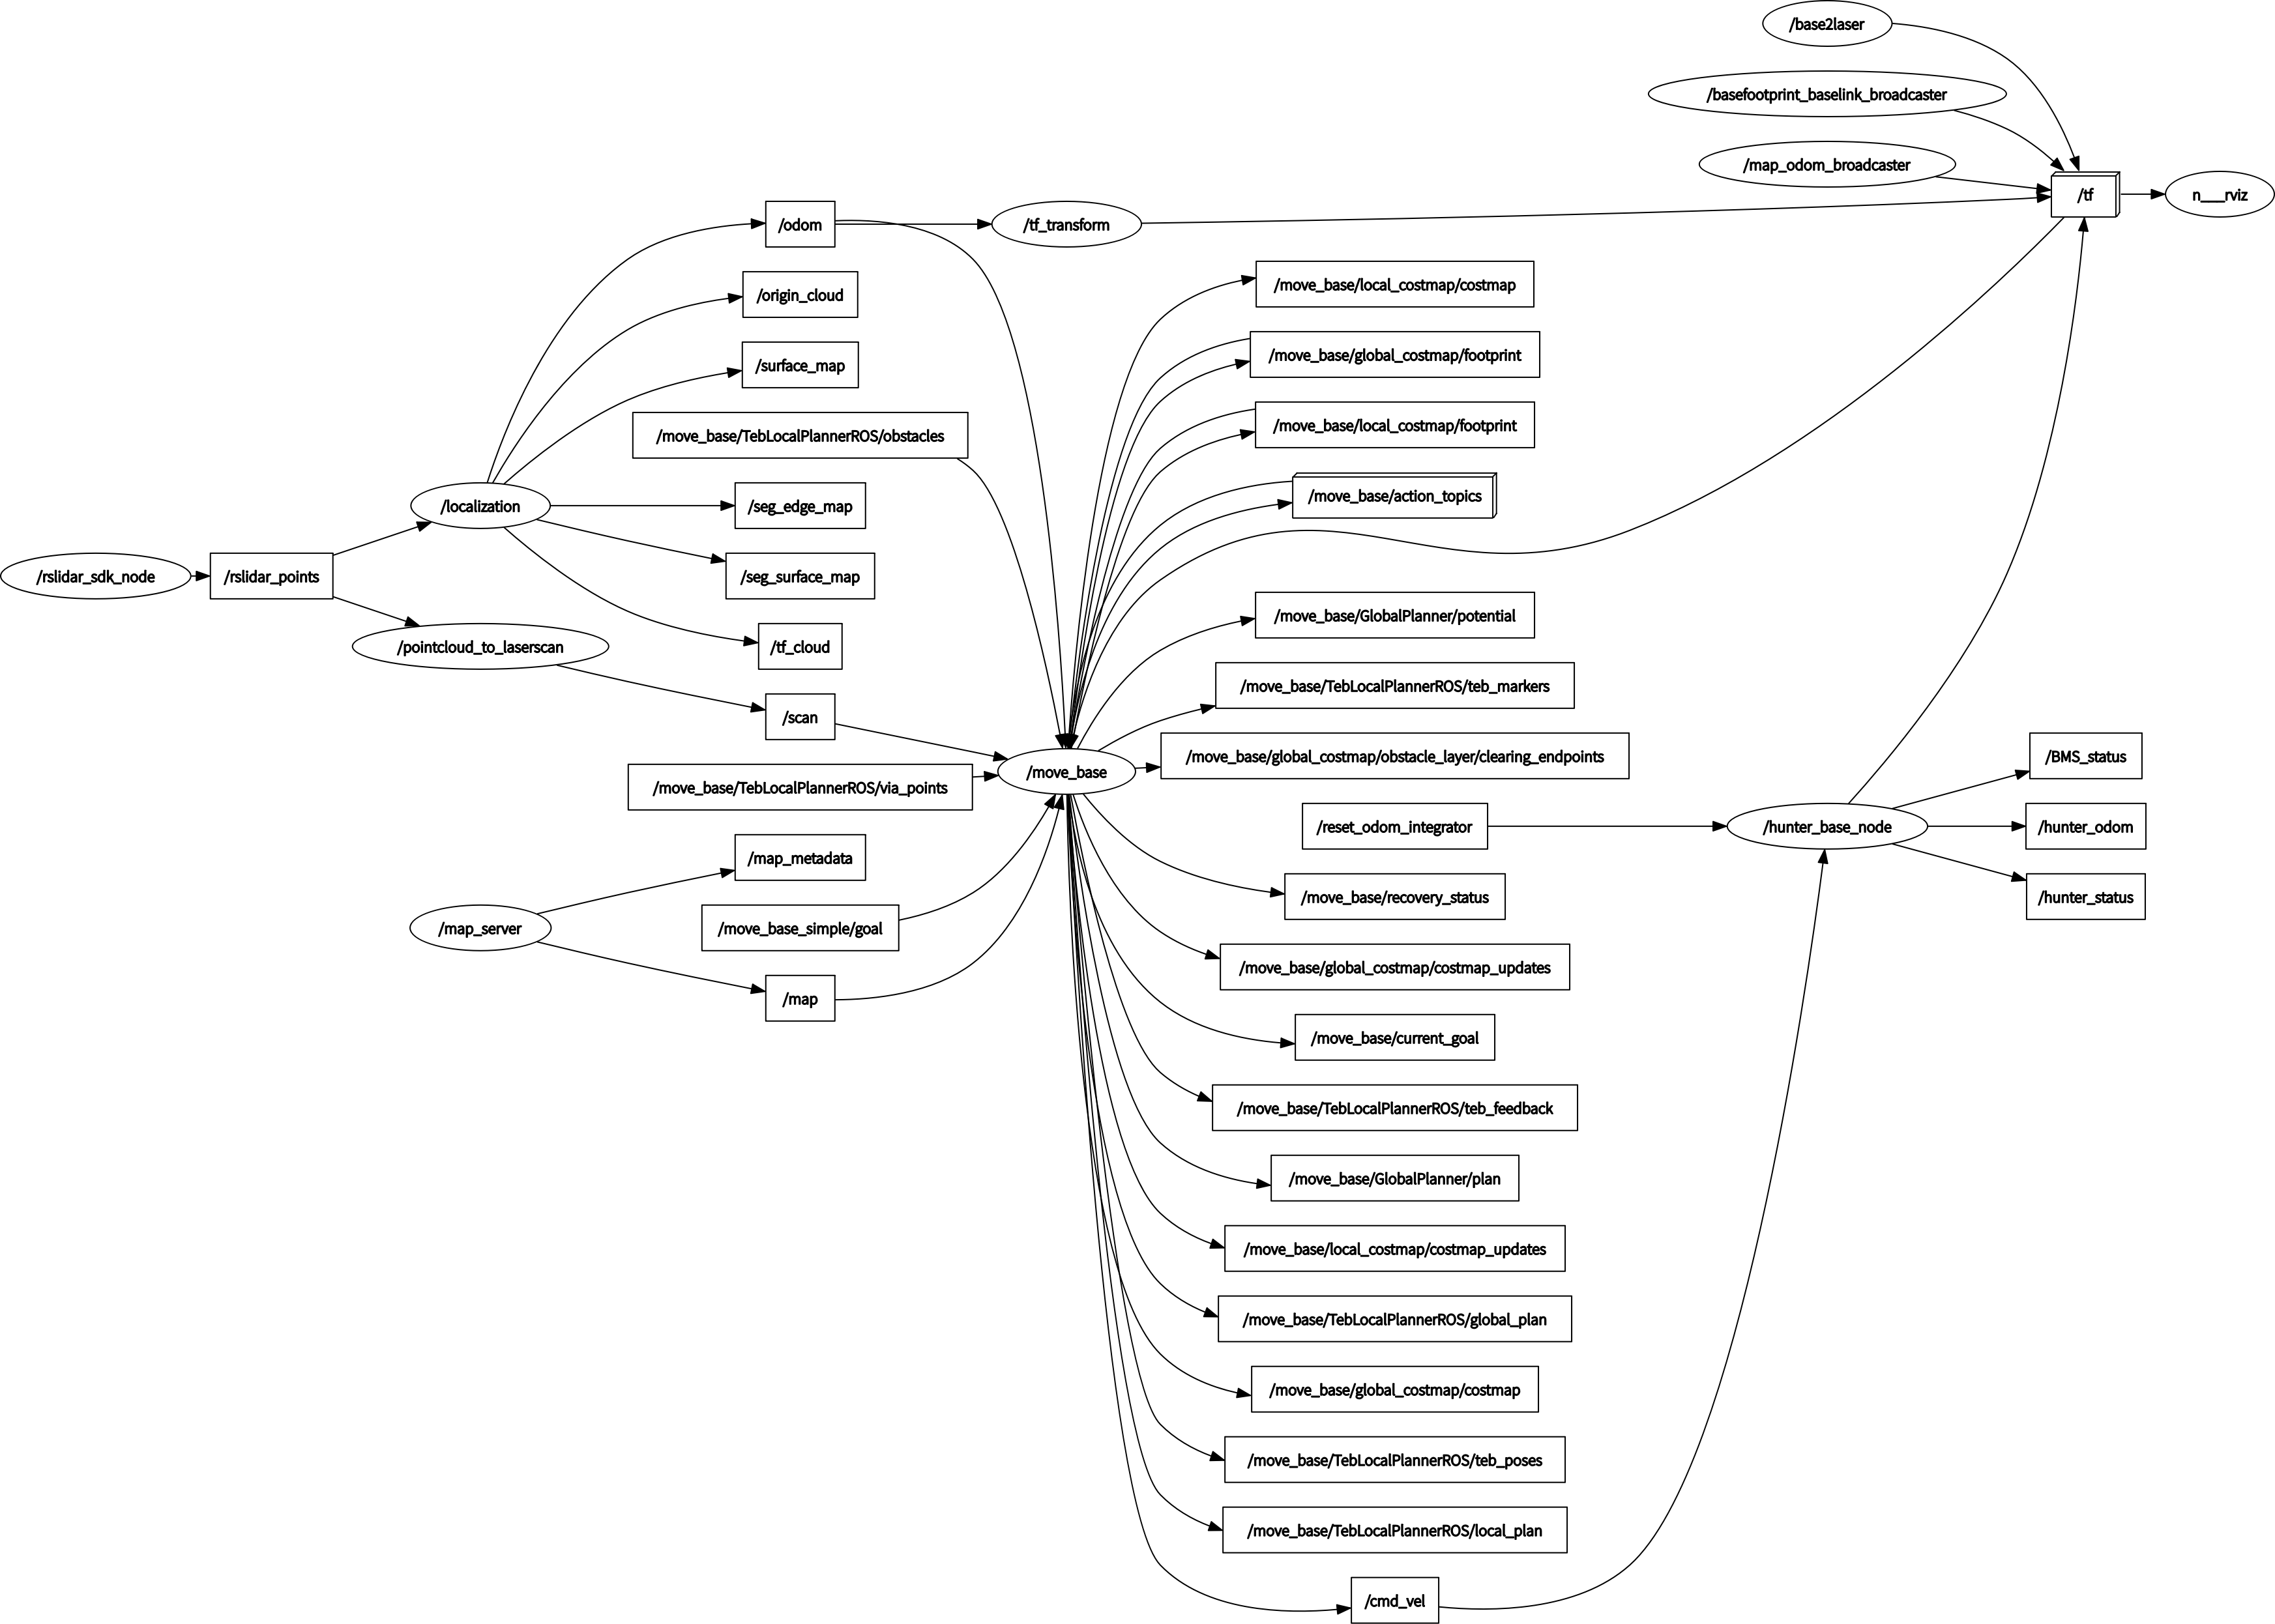 /base2laser
/basefootprint_baselink_broadcaster
/map_odom_broadcaster
/tf
n___rviz
/odom
/tf_transform
/move_base/local_costmap/costmap
/origin_cloud
/move_base/global_costmap/footprint
/surface_map
/move_base/local_costmap/footprint
/move_base/TebLocalPlannerROS/obstacles
/move_base/action_topics
/localization
/seg_edge_map
/rslidar_sdk_node
/rslidar_points
/seg_surface_map
/move_base/GlobalPlanner/potential
/pointcloud_to_laserscan
/tf_cloud
/move_base/TebLocalPlannerROS/teb_markers
/scan
/move_base/global_costmap/obstacle_layer/clearing_endpoints
/BMS_status
/move_base
/move_base/TebLocalPlannerROS/via_points
/reset_odom_integrator
/hunter_base_node
/hunter_odom
/map_metadata
/move_base/recovery_status
/hunter_status
/map_server
/move_base_simple/goal
/move_base/global_costmap/costmap_updates
/map
/move_base/current_goal
/move_base/TebLocalPlannerROS/teb_feedback
/move_base/GlobalPlanner/plan
/move_base/local_costmap/costmap_updates
/move_base/TebLocalPlannerROS/global_plan
/move_base/global_costmap/costmap
/move_base/TebLocalPlannerROS/teb_poses
/move_base/TebLocalPlannerROS/local_plan
/cmd_vel